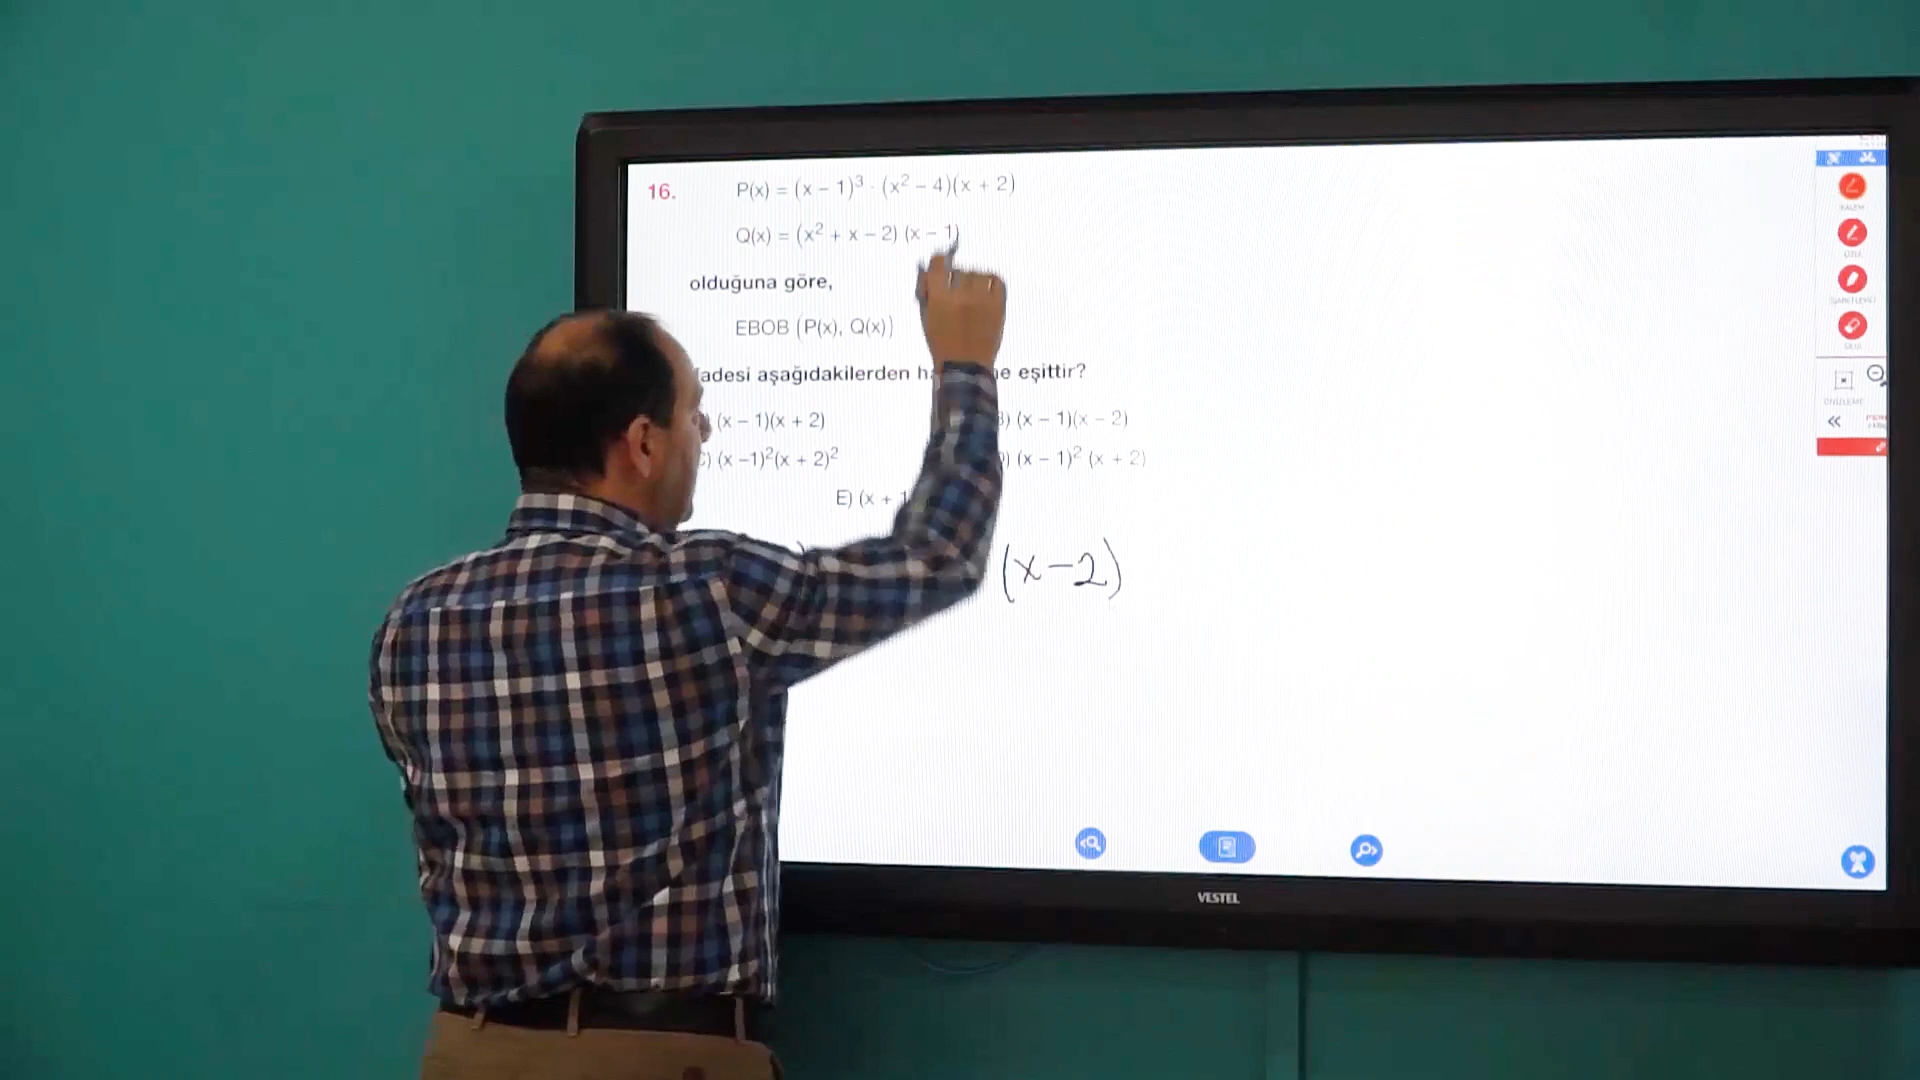 16. P(x) = (x – 1)³ · (x² – 4)(x + 2)
Q(x) = (x² + x – 2) (x – 1)
olduğuna göre,
EBOB (P(x), Q(x))
aşağıdakilerden eşittir?
(x – 1)(x + 2) (x – 1)(x – 2)
C) (x –1)²(x + 2)² (x – 1)² (x + 2)
E) (x + 1
(x-2)
VESTEL